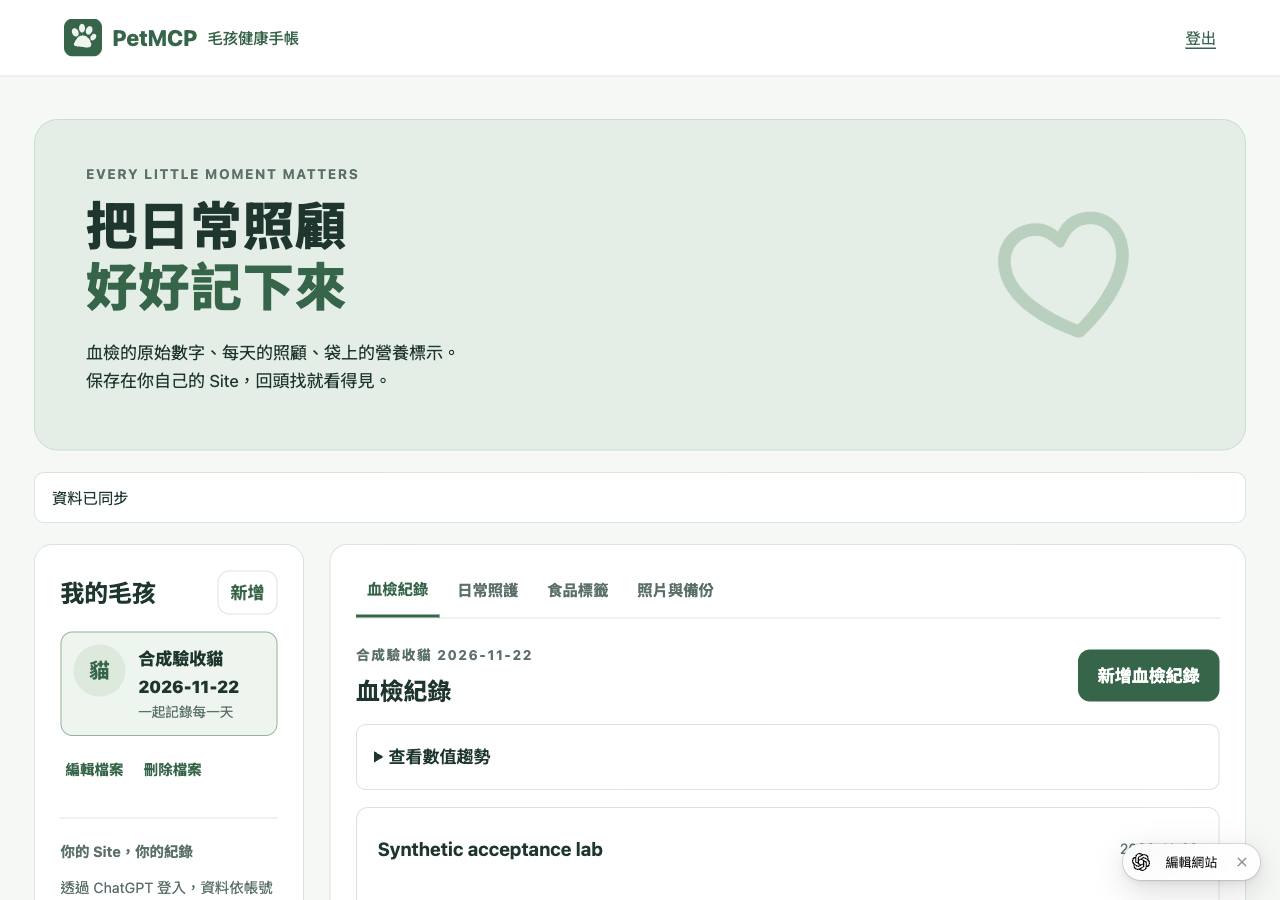 PetMCP 毛孩健康手帳
登出
EVERY LITTLE MOMENT MATTERS
把日常照顧
好好記下來
血檢的原始數字、每天的照顧、袋上的營養標示。
保存在你自己的 Site，回頭找就看得見。
資料已同步
我的毛孩
新增
貓
合成驗收貓
2026-11-22
一起記錄每一天
編輯檔案 刪除檔案
你的 Site，你的紀錄
透過 ChatGPT 登入，資料依帳號
血檢紀錄 日常照護 食品標籤 照片與備份
合成驗收貓 2026-11-22
血檢紀錄
新增血檢紀錄
查看數值趨勢
Synthetic acceptance lab
編輯網站